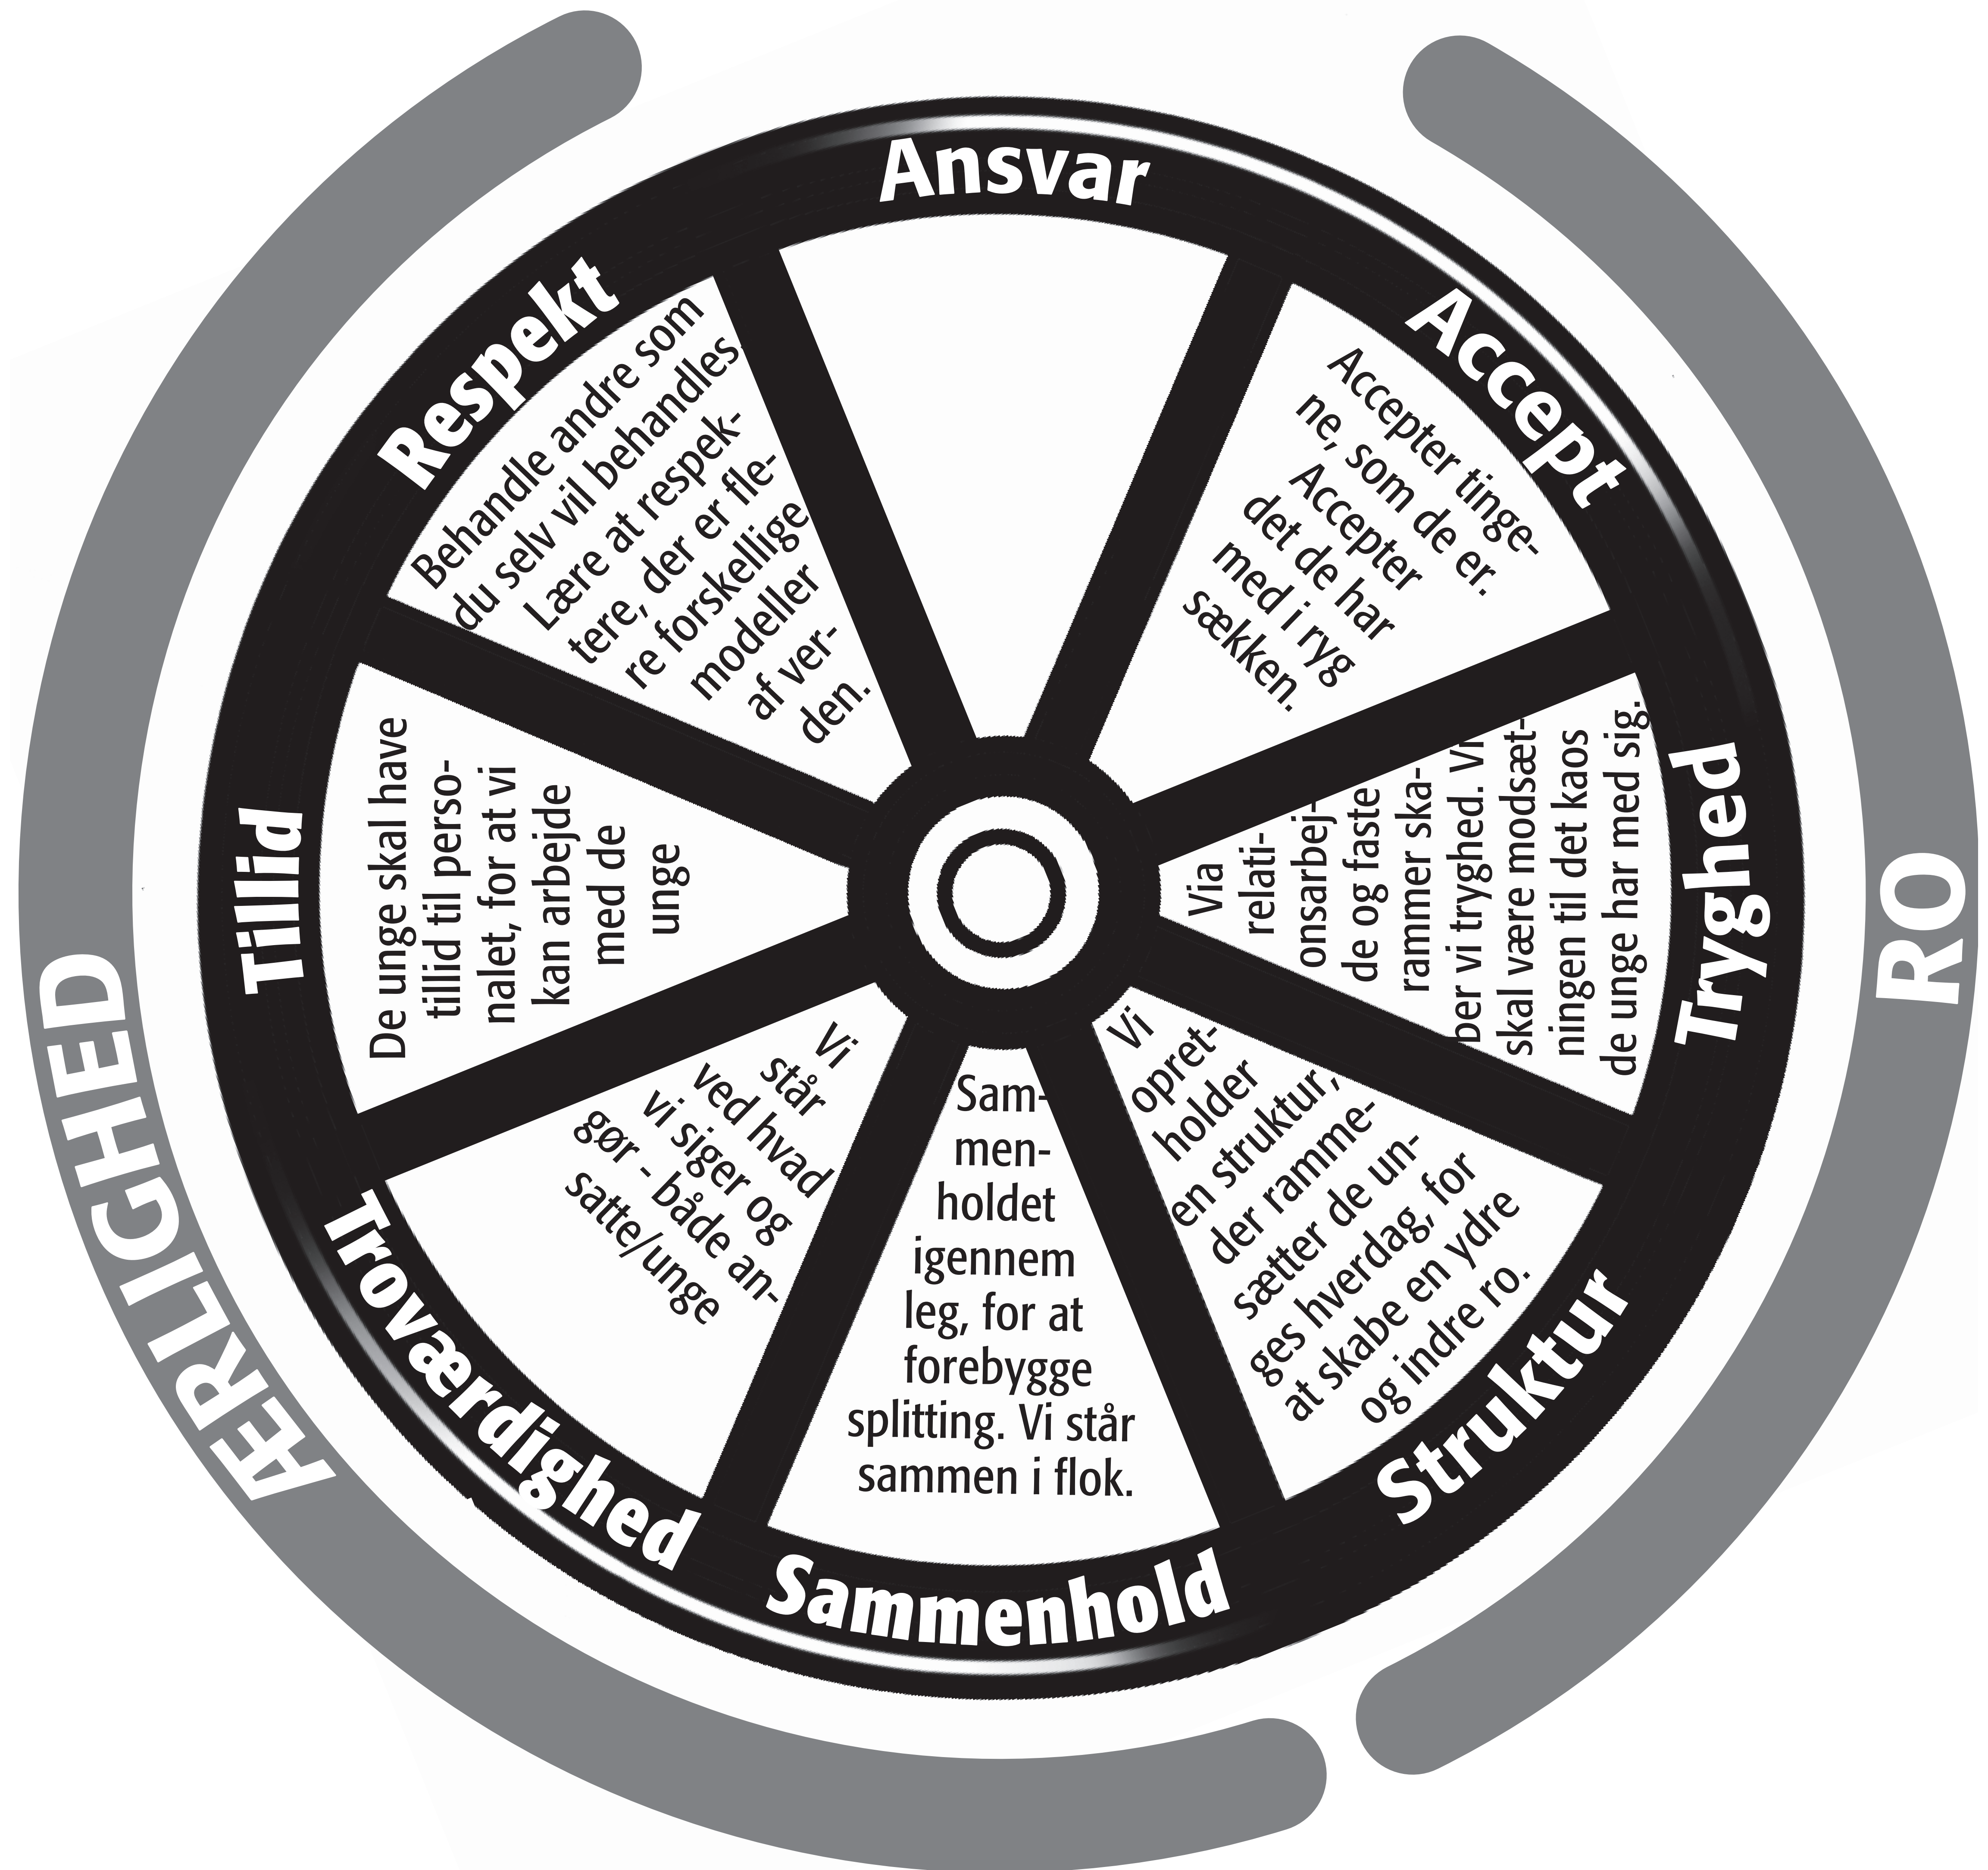 Ansvar
Accept
Accepter tinge-
ne, som de er.
Accepter
det de har
med i ryg
sækken.
Tryghed
Via
relati-
onsarbej-
de og faste
rammer ska-
ber vi tryghed. Vi
skal være modsæt-
ningen til det kaos
de unge har med sig.
Struktur
Vi
opret-
holder
en struktur,
der ramme-
sætter de un-
ges hverdag, for
at skabe en ydre
og indre ro.
Sammenhold
Sam-
men-
holdet
igennem
leg, for at
forebygge
splitting. Vi står
sammen i flok.
Troværdighed
Vi
står
ved hvad
vi siger og
gør - både an-
satte/unge
Tillid
De unge skal have
tillid til perso-
nalet, for at vi
kan arbejde
med de
unge
Respekt
Behandle andre som
du selv vil behandles
Lære at respek-
tere, der er fle-
re forskellige
modeller
af ver-
den.
ÆRLIGHED
RO